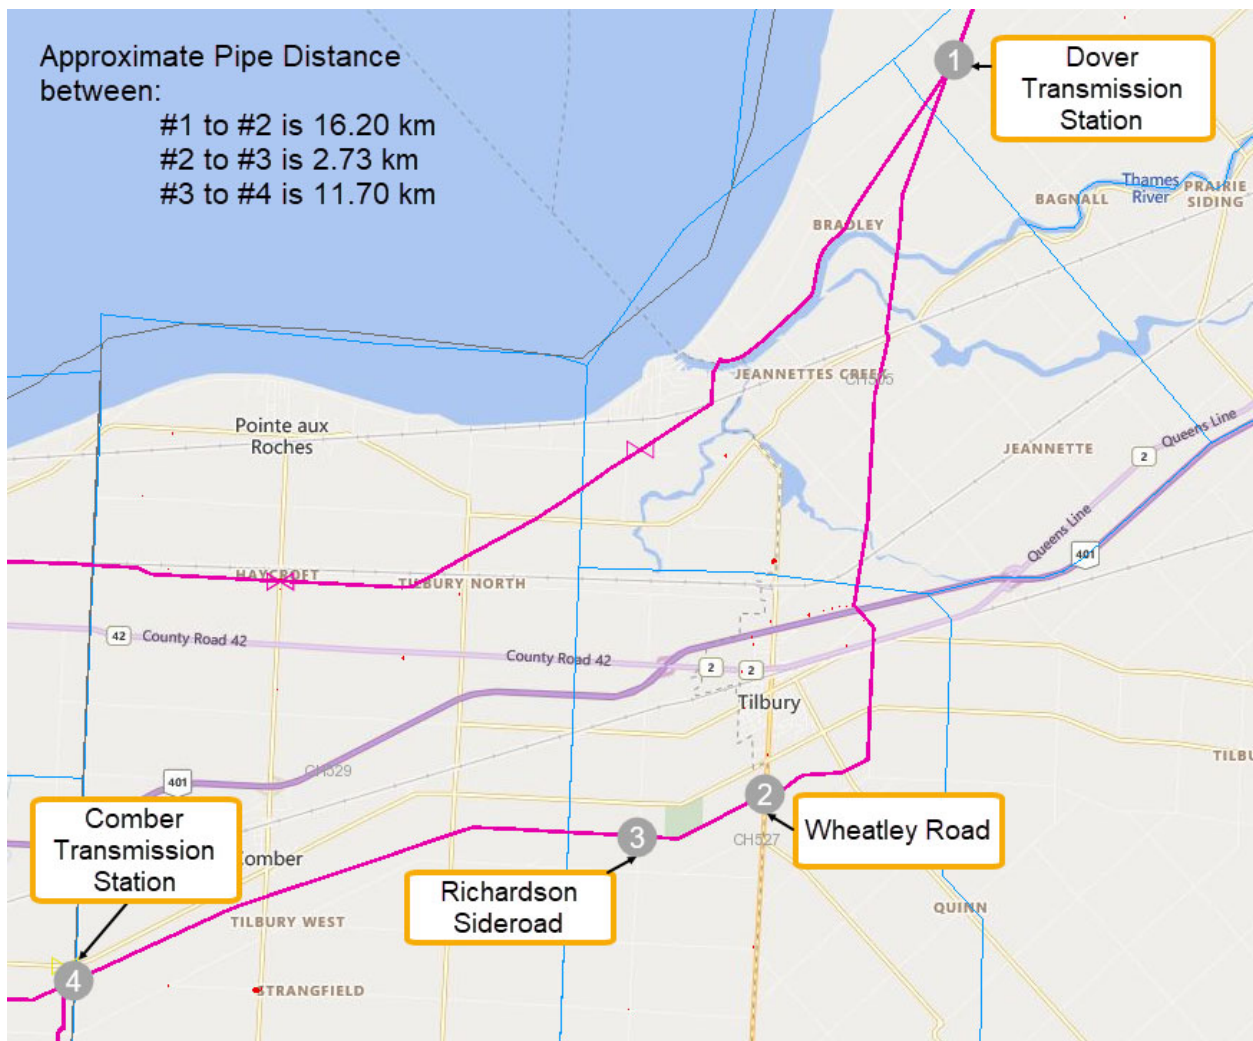 Approximate Pipe Distance
between:
#1 to #2 is 16.20 km
#2 to #3 is 2.73 km
#3 to #4 is 11.70 km
1
Dover
Transmission
Station
Thames
River
PRAIRIE
SIDING
BAGNALL
BRADLEY
JEANNETTES CREEK
CH505
Pointe aux
Roches
JEANNETTE
Queens Line
2
Queens Line
401
HAYCROFT
TILBURY NORTH
42
County Road 42
County Road 42
2
2
Tilbury
TILBU
CH529
401
2
Wheatley Road
3
CH527
Comber
Transmission
Station
Comber
Richardson
Sideroad
QUINN
TILBURY WEST
4
STRANGFIELD